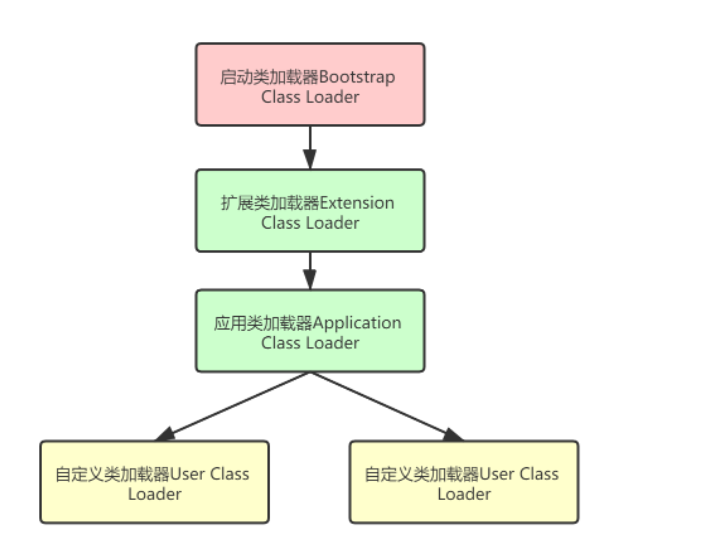 启动类加载器Bootstrap
Class Loader
扩展类加载器Extension
Class Loader
应用类加载器Application
Class Loader
自定义类加载器User Class
Loader
自定义类加载器User Class
Loader